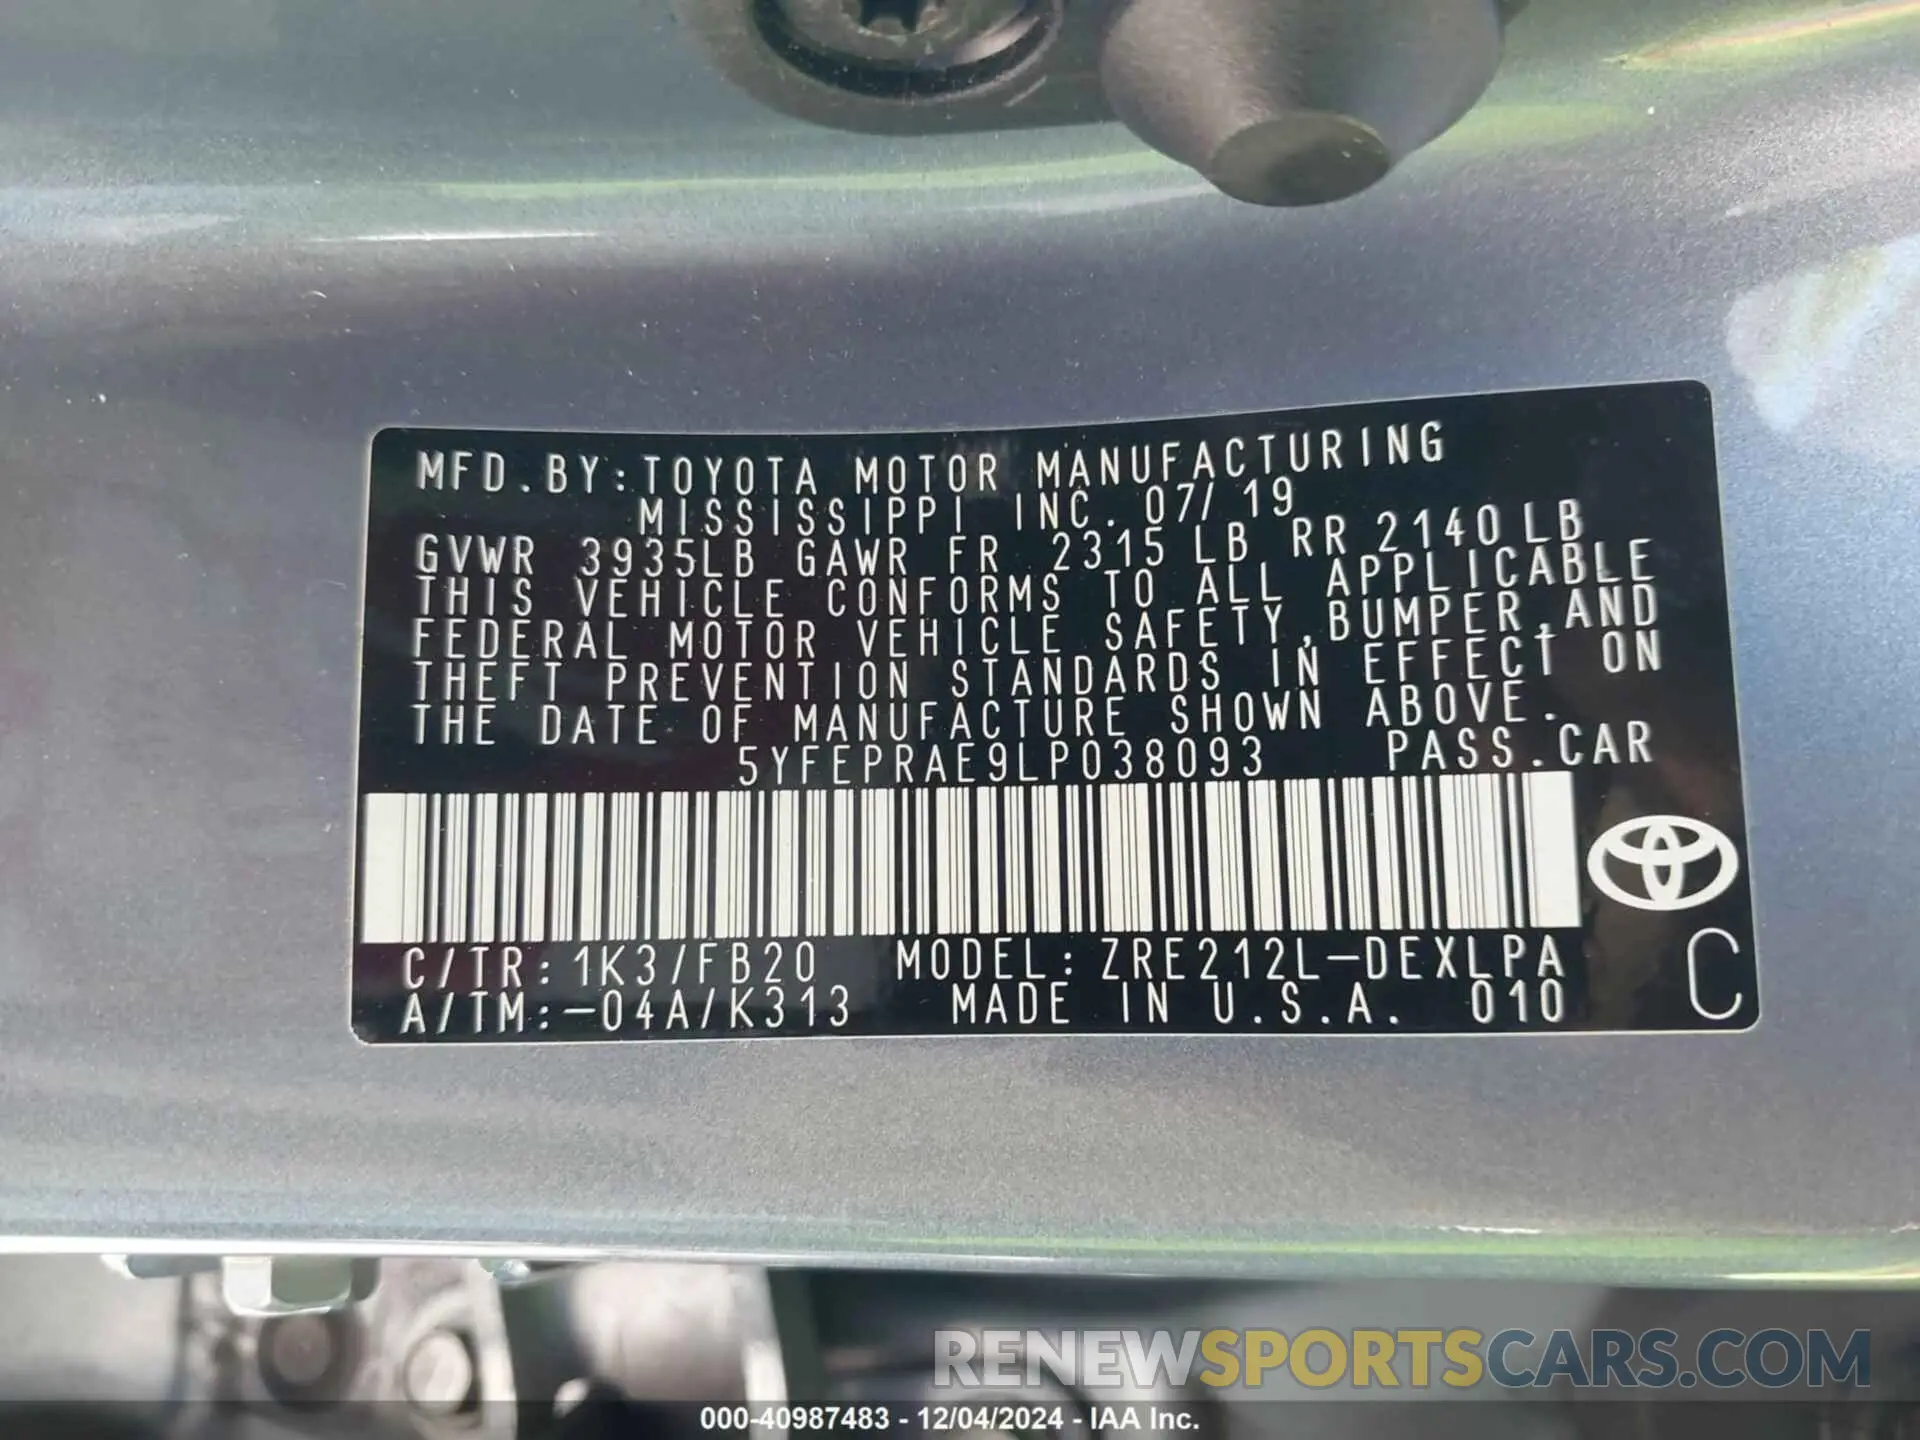 MFD.BY:TOYOTA MOTOR MANUFACTURING
MISSISSIPPI INC. 07/19
GVWR 3935LB GAWR FR 2315LB RR 2140LB
THIS VEHICLE CONFORMS TO ALL APPLICABLE
FEDERAL MOTOR VEHICLE SAFETY,BUMPER,AND
THEFT PREVENTION STANDARDS IN EFFECT ON
THE DATE OF MANUFACTURE SHOWN ABOVE.
5YFEPRAE9LP038093 PASS.CAR
C/TR:1K3/FB20 MODEL:ZRE212L-DEXLPA
A/TM:-04A/K313 MADE IN U.S.A. 010
C
RENEWSPORTSCARS.COM
000-40987483 - 12/04/2024 - IAA Inc.